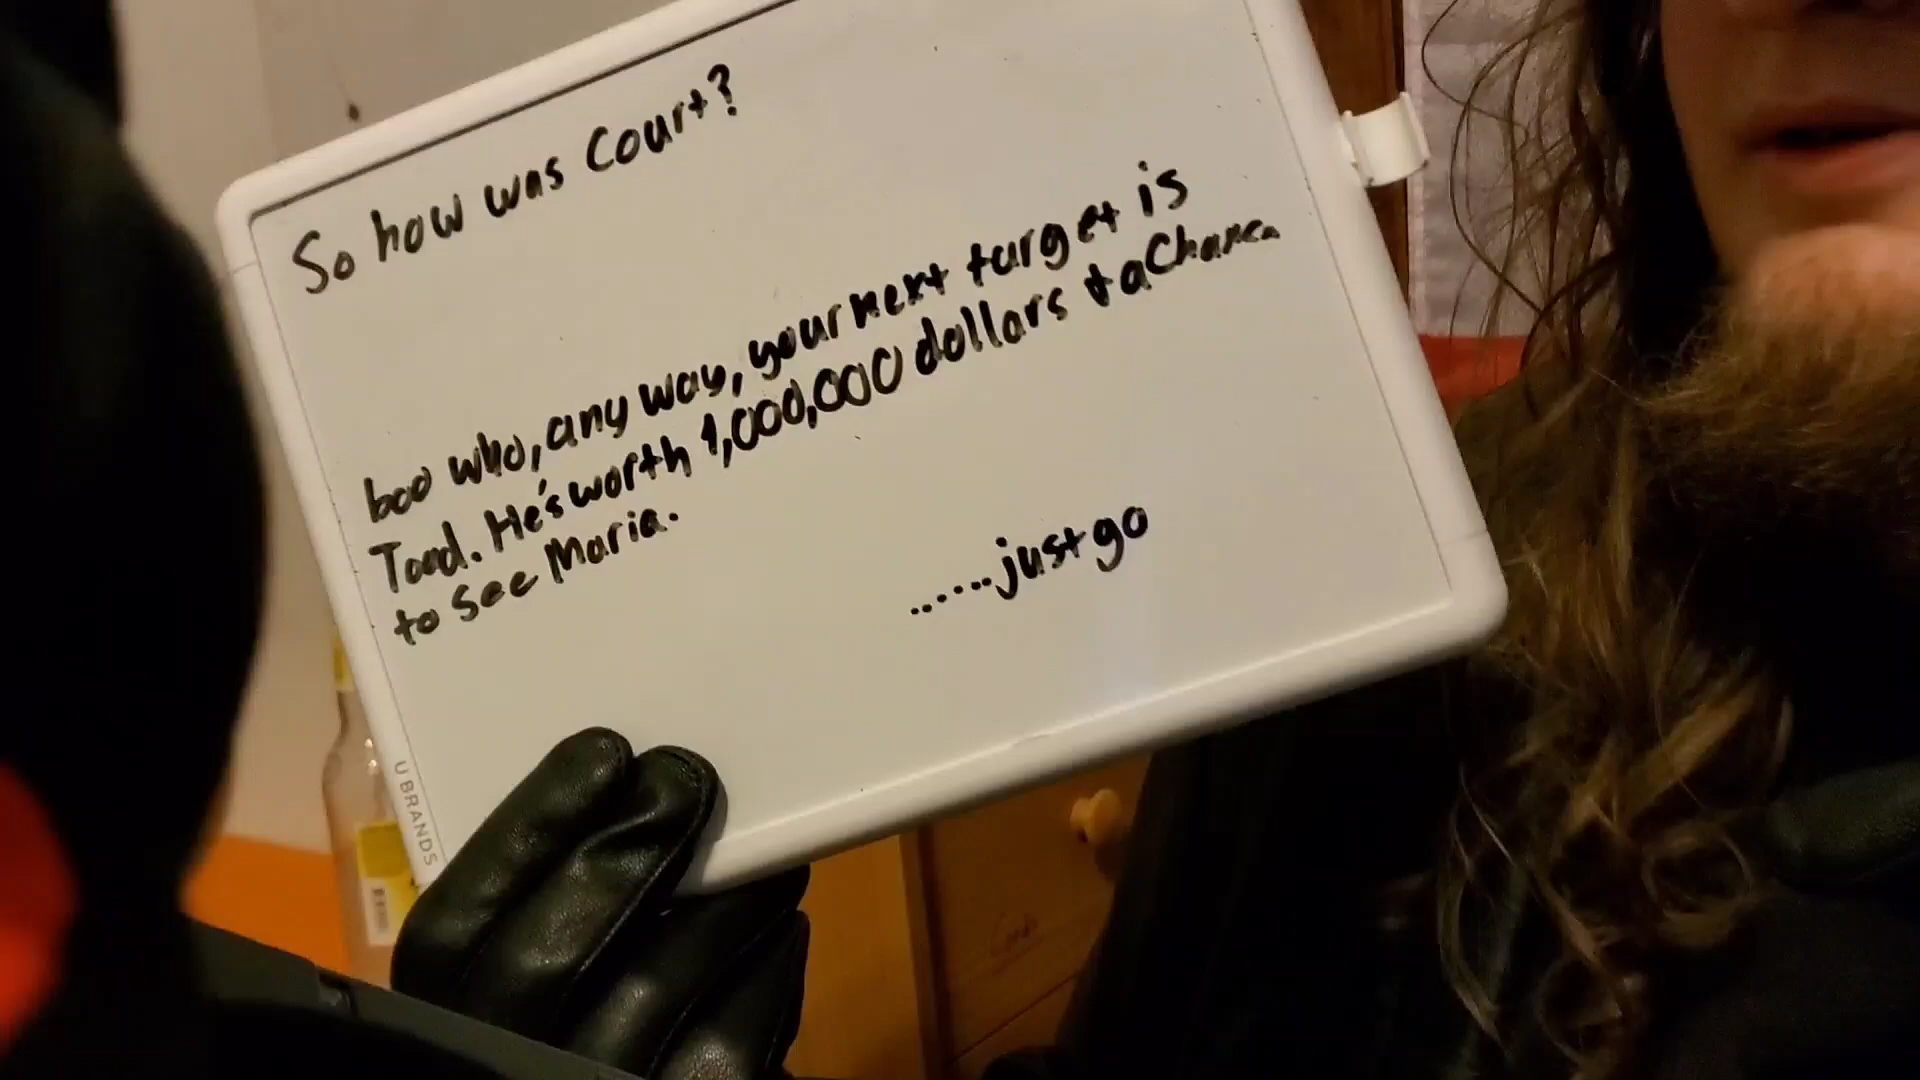 So how was Court?
boo who, any way, your next target is
Toad. He's worth 1,000,000 dollars + a Chance
to See Maria.
......just go
U BRANDS